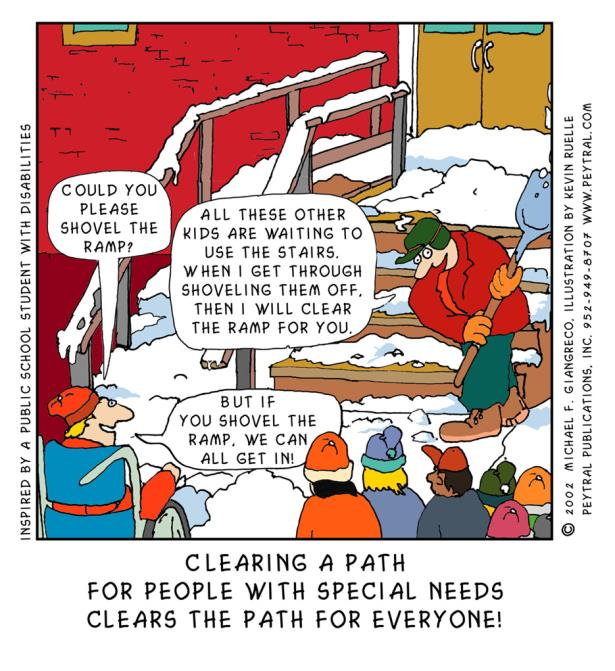 COULD YOU
PLEASE
SHOVEL THE
RAMP?
ALL THESE OTHER
KIDS ARE WAITING TO
USE THE STAIRS.
WHEN I GET THROUGH
SHOVELING THEM OFF,
THEN I WILL CLEAR
THE RAMP FOR YOU.
BUT IF
YOU SHOVEL THE
RAMP, WE CAN
ALL GET IN!
INSPIRED BY A PUBLIC SCHOOL STUDENT WITH DISABILITIES
© 2002 MICHAEL F. GIANGRECO, ILLUSTRATION BY KEVIN RUELLE
PEYTRAL PUBLICATIONS, INC. 952-949-8707 WWW.PEYTRAL.COM
CLEARING A PATH
FOR PEOPLE WITH SPECIAL NEEDS
CLEARS THE PATH FOR EVERYONE!